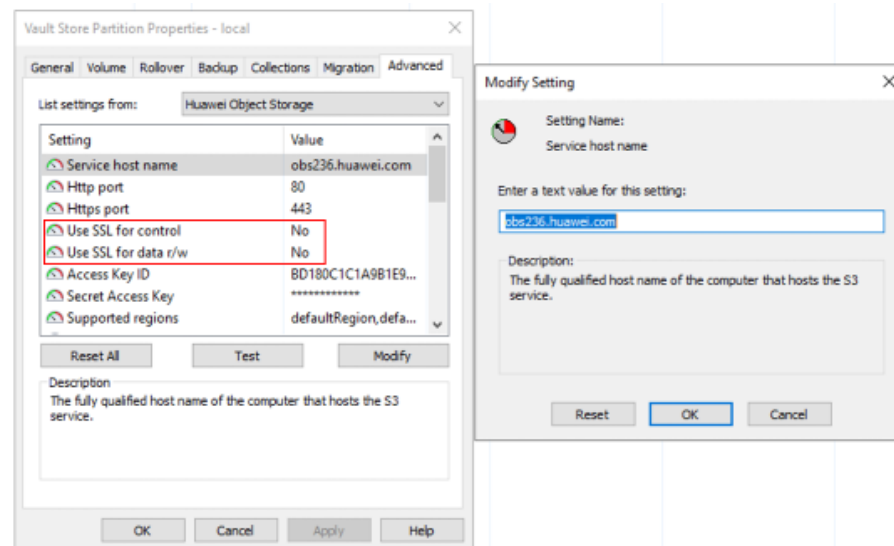 Vault Store Partition Properties - local
General Volume Rollover Backup Collections Migration Advanced
List settings from: Huawei Object Storage
Setting Value
Service host name obs236.huawei.com
Http port 80
Https port 443
Use SSL for control No
Use SSL for data r/w No
Access Key ID BD180C1C1A9B1E9...
Secret Access Key ************
Supported regions defaultRegion,defa...
Reset All Test Modify
Description
The fully qualified host name of the computer that hosts the S3
service.
OK Cancel Apply Help
Modify Setting
Setting Name:
Service host name
Enter a text value for this setting:
obs236.huawei.com
Description:
The fully qualified host name of the computer that hosts the S3
service.
Reset OK Cancel